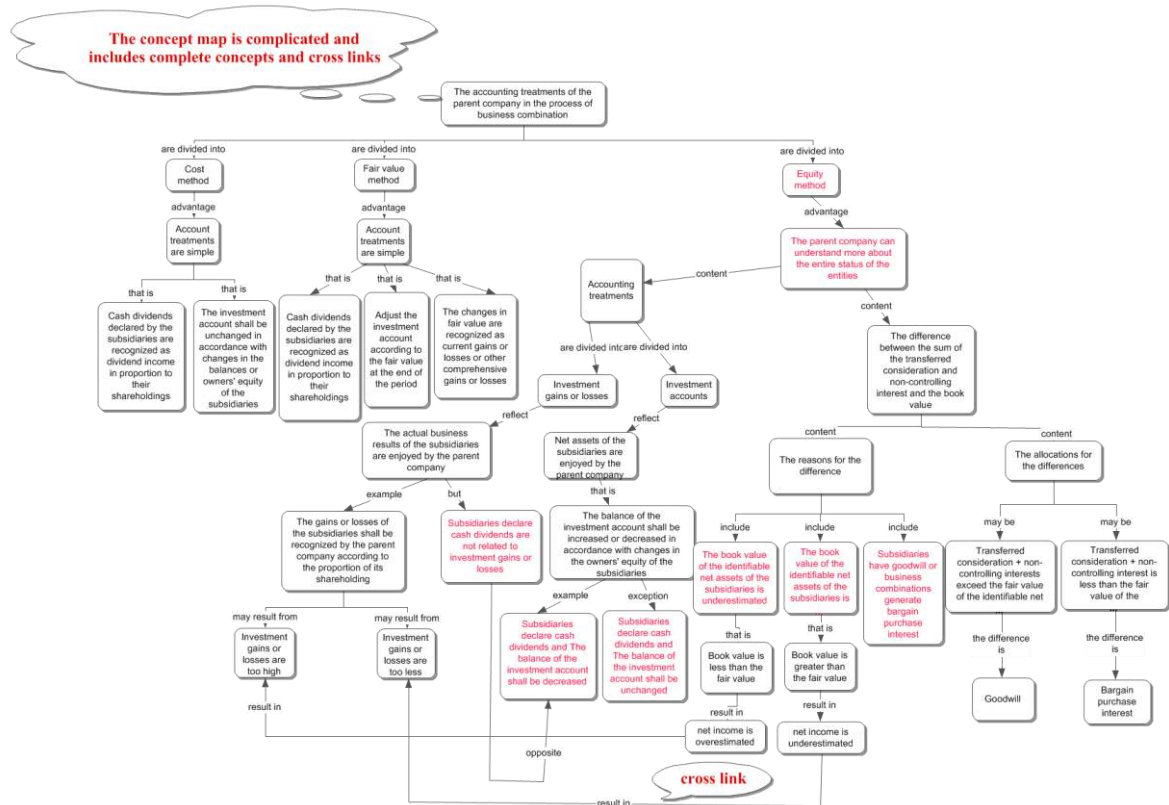 The concept map is complicated and
includes complete concepts and cross links
The accounting treatments of the
parent company in the process of
business combination
are divided into
are divided into
are divided into
Cost
method
Fair value
method
Equity
method
advantage
advantage
advantage
Account
treatments
are simple
Account
treatments
are simple
The parent company can
understand more about
the entire status of the
entities
that is
that is
that is
that is
that is
content
content
Cash dividends
declared by the
subsidiaries are
recognized as
dividend income
in proportion to
their
shareholdings
The investment
account shall be
unchanged in
accordance with
changes in the
balances or
owners' equity
of the
subsidiaries
Cash dividends
declared by the
subsidiaries are
recognized as
dividend income
in proportion to
their
shareholdings
Adjust the
investment
account
according to
the fair value
at the end of
the period
The changes in
fair value are
recognized as
current gains or
losses or other
comprehensive
gains or losses
Accounting
treatments
The difference
between the sum of
the transferred
consideration and
non-controlling
interest and the book
value
are divided into
are divided into
Investment
gains or losses
Investment
accounts
reflect
reflect
The actual business
results of the subsidiaries
are enjoyed by the parent
company
Net assets of the
subsidiaries are
enjoyed by the
parent company
content
content
The reasons for the
difference
The allocations for
the differences
example
but
that is
The gains or losses of
the subsidiaries shall be
recognized by the parent
company according to
the proportion of its
shareholding
Subsidiaries declare
cash dividends are
not related to
investment gains or
losses
The balance of the
investment account shall be
increased or decreased in
accordance with changes in
the owners' equity of the
subsidiaries
include
include
include
may be
may be
The book value
of the identifiable
net assets of the
subsidiaries is
underestimated
The book
value of the
identifiable net
assets of the
subsidiaries is
Subsidiaries
have goodwill or
business
combinations
generate
bargain
purchase
interest
Transferred
consideration + non-
controlling interests
exceed the fair value
of the identifiable net
Transferred
consideration + non-
controlling interest is
less than the fair
value of the
may result from
may result from
example
exception
Investment
gains or
losses are
too high
Investment
gains or
losses are
too less
Subsidiaries declare
cash dividends and The
balance of the
investment account
shall be decreased
Subsidiaries declare
cash dividends and
The balance of
the investment
account shall be
unchanged
that is
that is
Book value is
less than the
fair value
Book value is
greater than
the fair value
the difference
is
the difference
is
Goodwill
Bargain
purchase
interest
result in
result in
result in
net income is
overestimated
net income is
underestimated
opposite
cross link
result in